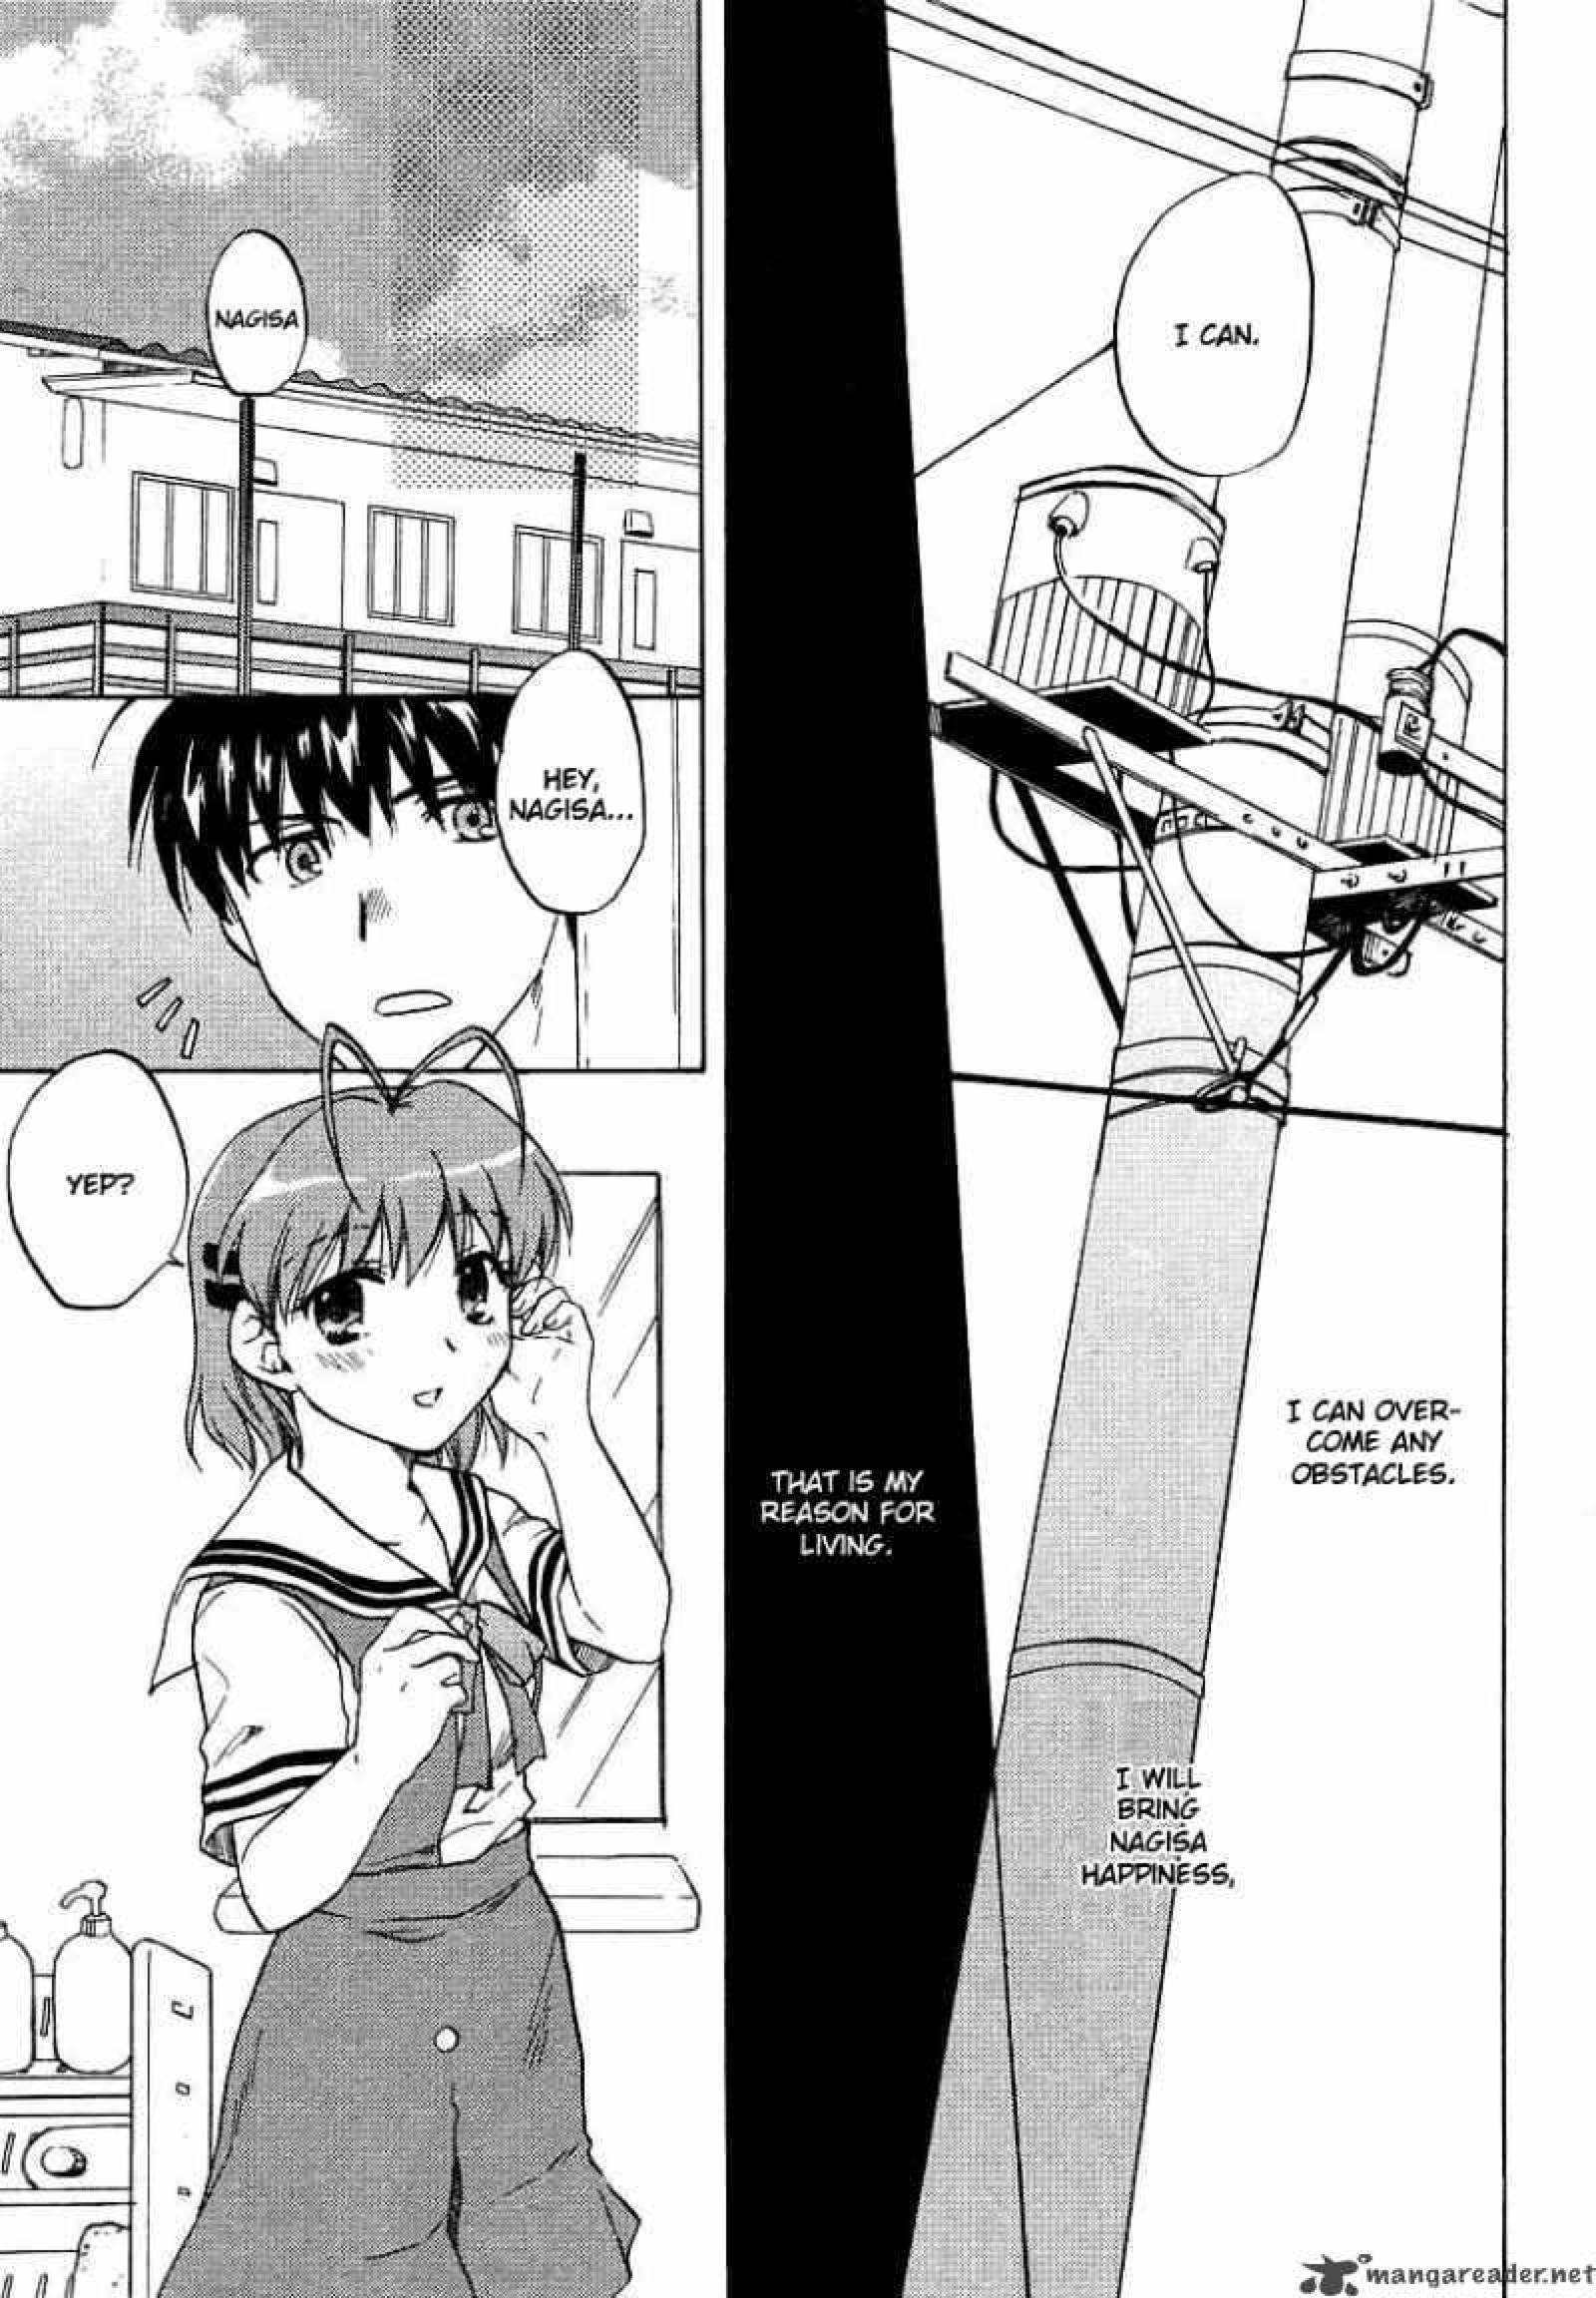 I CAN.
I CAN OVER-
COME ANY
OBSTACLES.
I WILL
BRING
NAGISA
HAPPINESS,
THAT IS MY
REASON FOR
LIVING.
NAGISA
HEY,
NAGISA...
YEP?
mangareader.net